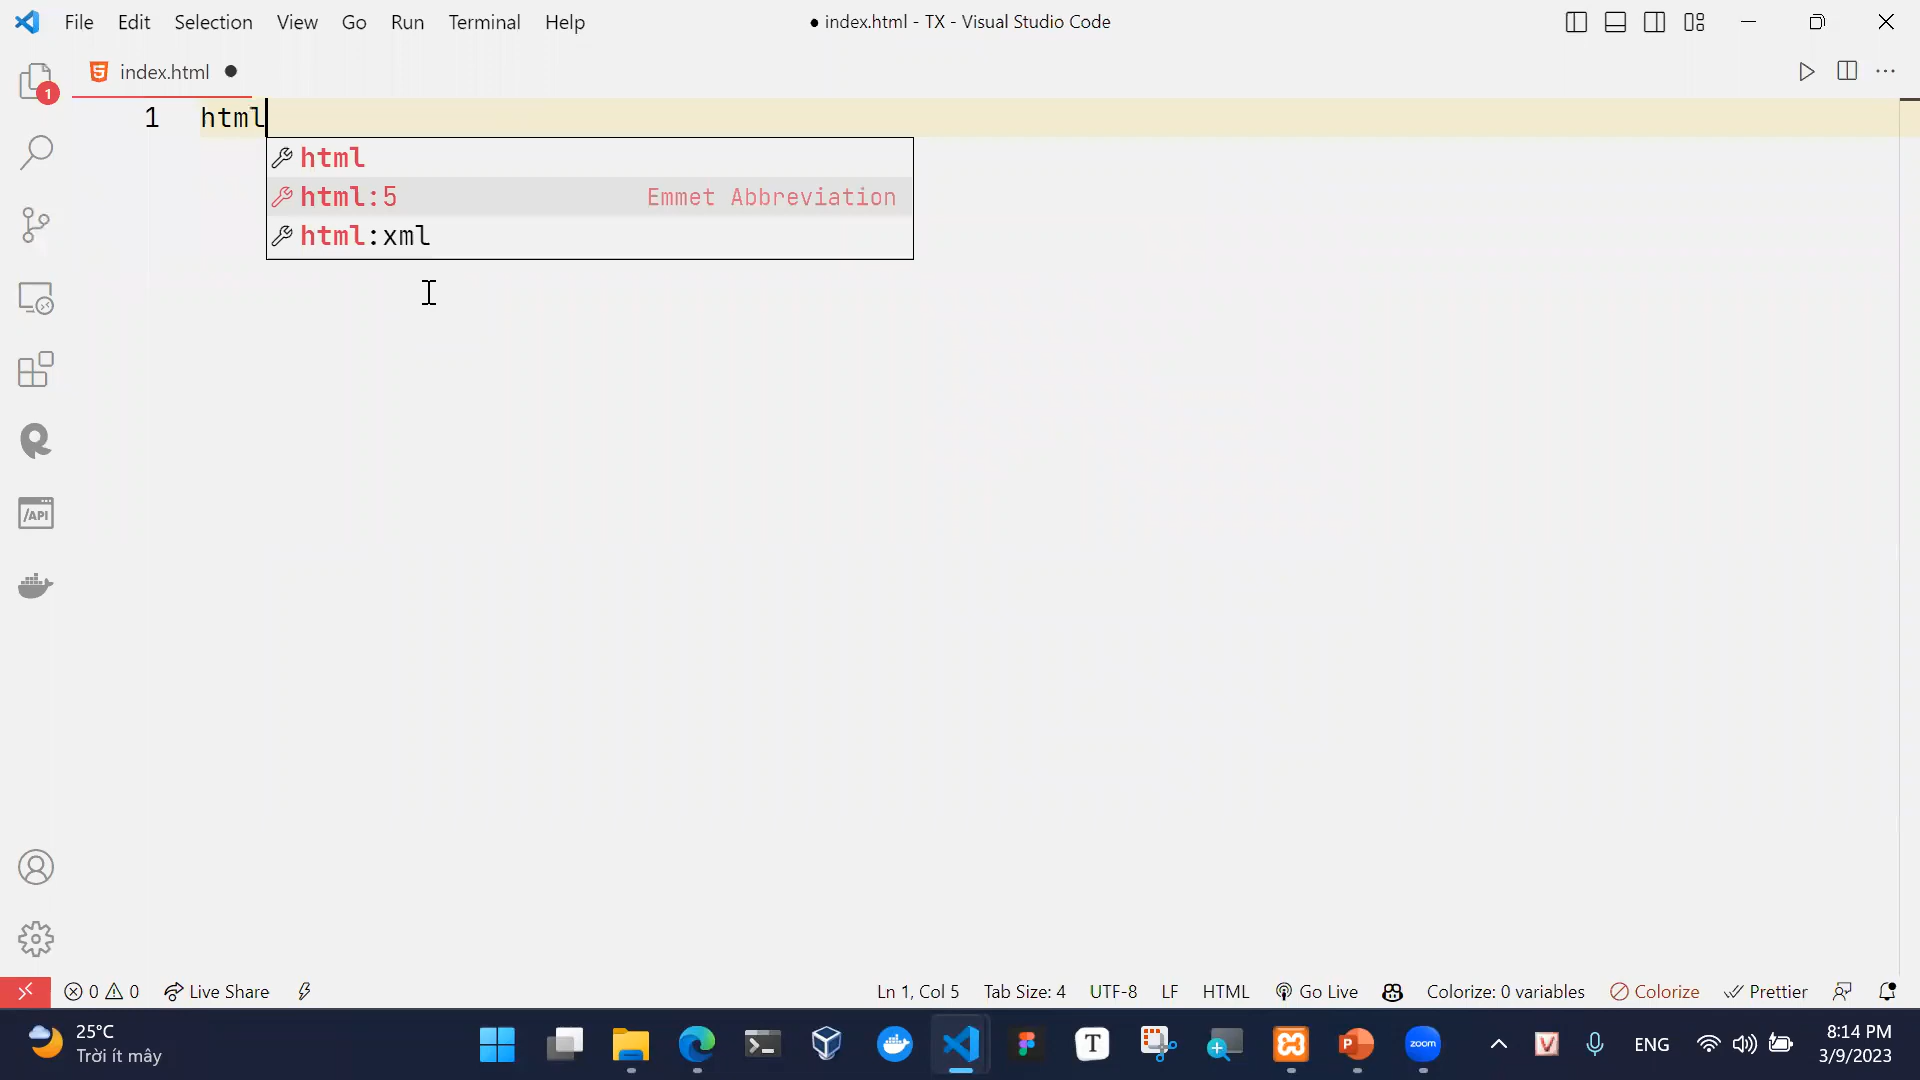 File Edit Selection View Go Run Terminal Help
● index.html - TX - Visual Studio Code
index.html ●
1
1 html
html
html:5 Emmet Abbreviation
html:xml
/API
0 0 Live Share
Ln 1, Col 5 Tab Size: 4 UTF-8 LF HTML Go Live Colorize: 0 variables Colorize Prettier
25°C
Trời ít mây
T
P
zoom
V
ENG
8:14 PM
3/9/2023